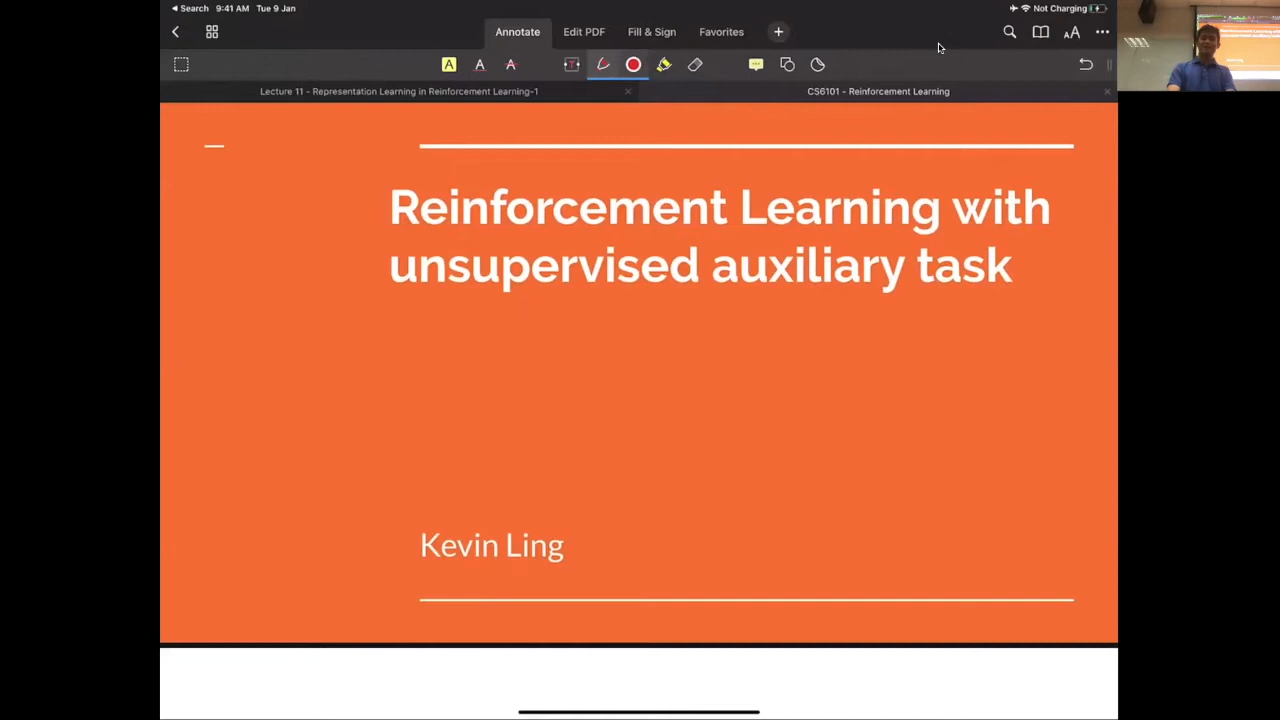 Search 9:41 AM Tue 9 Jan
Not Charging
Annotate Edit PDF Fill & Sign Favorites
A A A T
AA
Lecture 11 - Representation Learning in Reinforcement Learning-1
CS6101 - Reinforcement Learning
Reinforcement Learning with
unsupervised auxiliary task
Kevin Ling